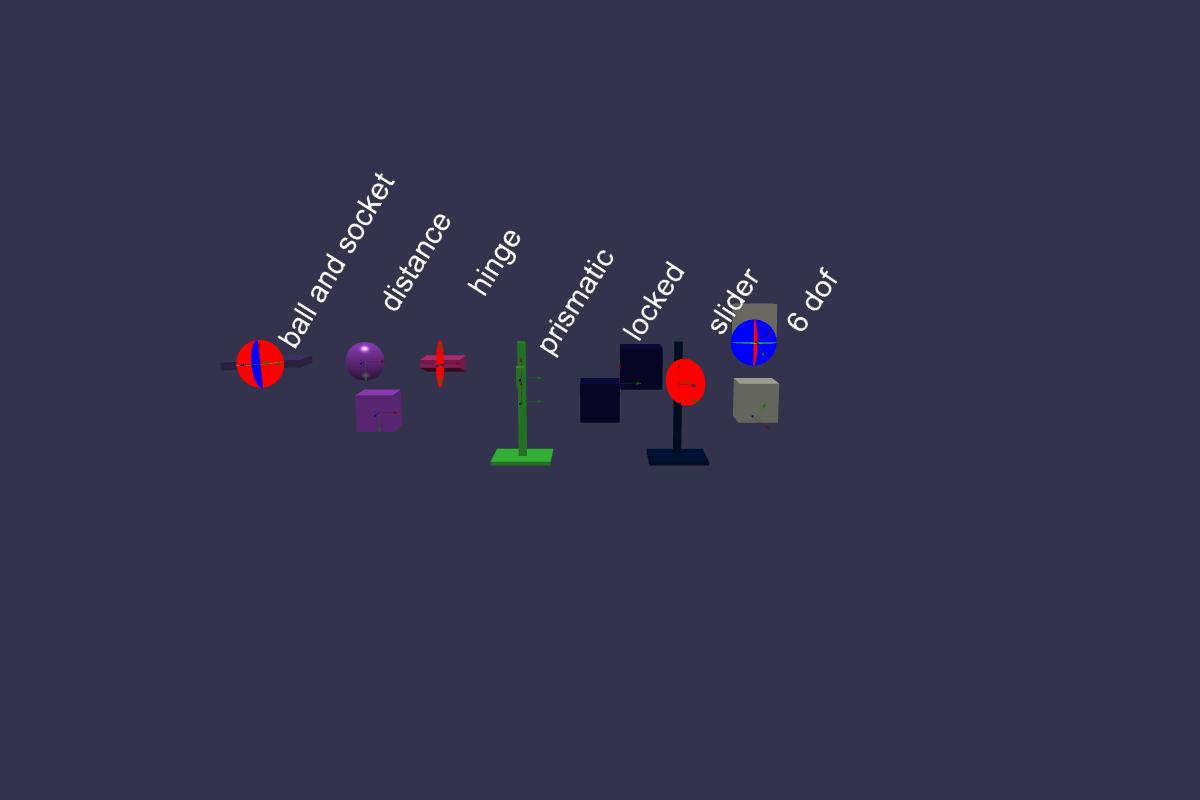 ball and socket
distance
hinge
prismatic
locked
slider
6 dof